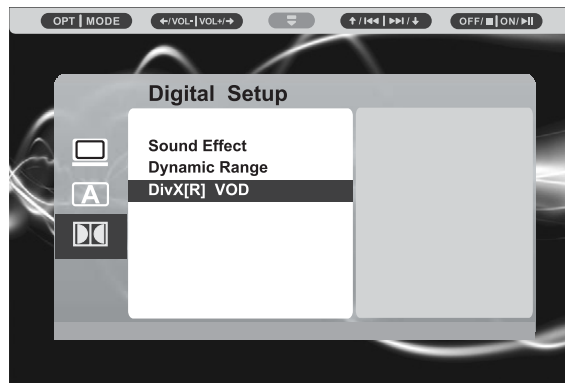 OPT | MODE ←/VOL- | VOL+/→ ↑/⏮ | ⏭/↓ OFF/■ | ON/▶II
Digital Setup
Sound Effect
Dynamic Range
DivX[R] VOD
A